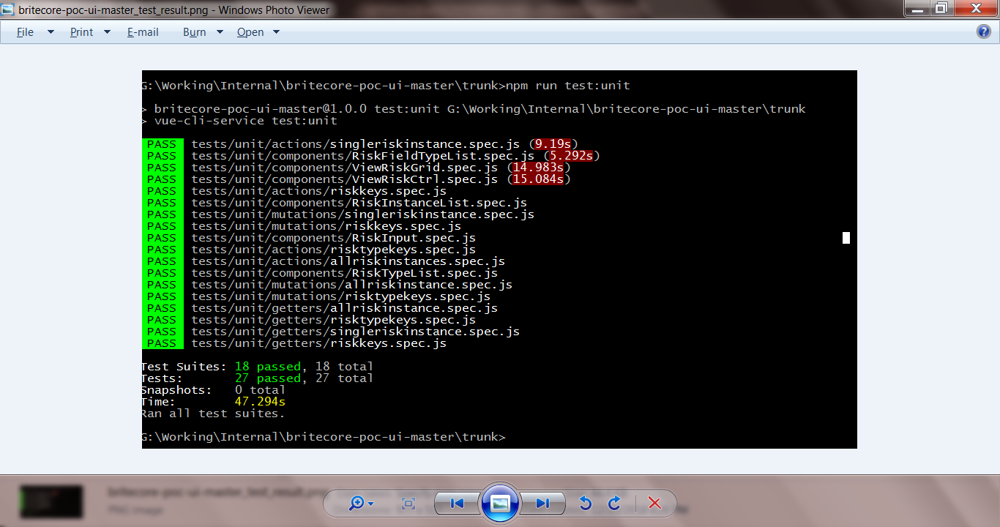 britecore-poc-ui-master_test_result.png - Windows Photo Viewer
File Print E-mail Burn Open
G:\Working\Internal\britecore-poc-ui-master\trunk>npm run test:unit
> britecore-poc-ui-master@1.0.0 test:unit G:\Working\Internal\britecore-poc-ui-master\trunk
> vue-cli-service test:unit
PASS tests/unit/actions/singleriskinstance.spec.js (9.19s)
PASS tests/unit/components/RiskFieldTypeList.spec.js (5.292s)
PASS tests/unit/components/ViewRiskGrid.spec.js (14.983s)
PASS tests/unit/components/ViewRiskCtrl.spec.js (15.084s)
PASS tests/unit/actions/riskkeys.spec.js
PASS tests/unit/components/RiskInstanceList.spec.js
PASS tests/unit/mutations/singleriskinstance.spec.js
PASS tests/unit/mutations/riskkeys.spec.js
PASS tests/unit/components/RiskInput.spec.js
PASS tests/unit/actions/risktypekeys.spec.js
PASS tests/unit/actions/allriskinstances.spec.js
PASS tests/unit/components/RiskTypeList.spec.js
PASS tests/unit/mutations/allriskinstance.spec.js
PASS tests/unit/mutations/risktypekeys.spec.js
PASS tests/unit/getters/allriskinstance.spec.js
PASS tests/unit/getters/risktypekeys.spec.js
PASS tests/unit/getters/singleriskinstance.spec.js
PASS tests/unit/getters/riskkeys.spec.js
Test Suites: 18 passed, 18 total
Tests: 27 passed, 27 total
Snapshots: 0 total
Time: 47.294s
Ran all test suites.
G:\Working\Internal\britecore-poc-ui-master\trunk>
britecore-poc-ui-master_test_result.png
PNG image